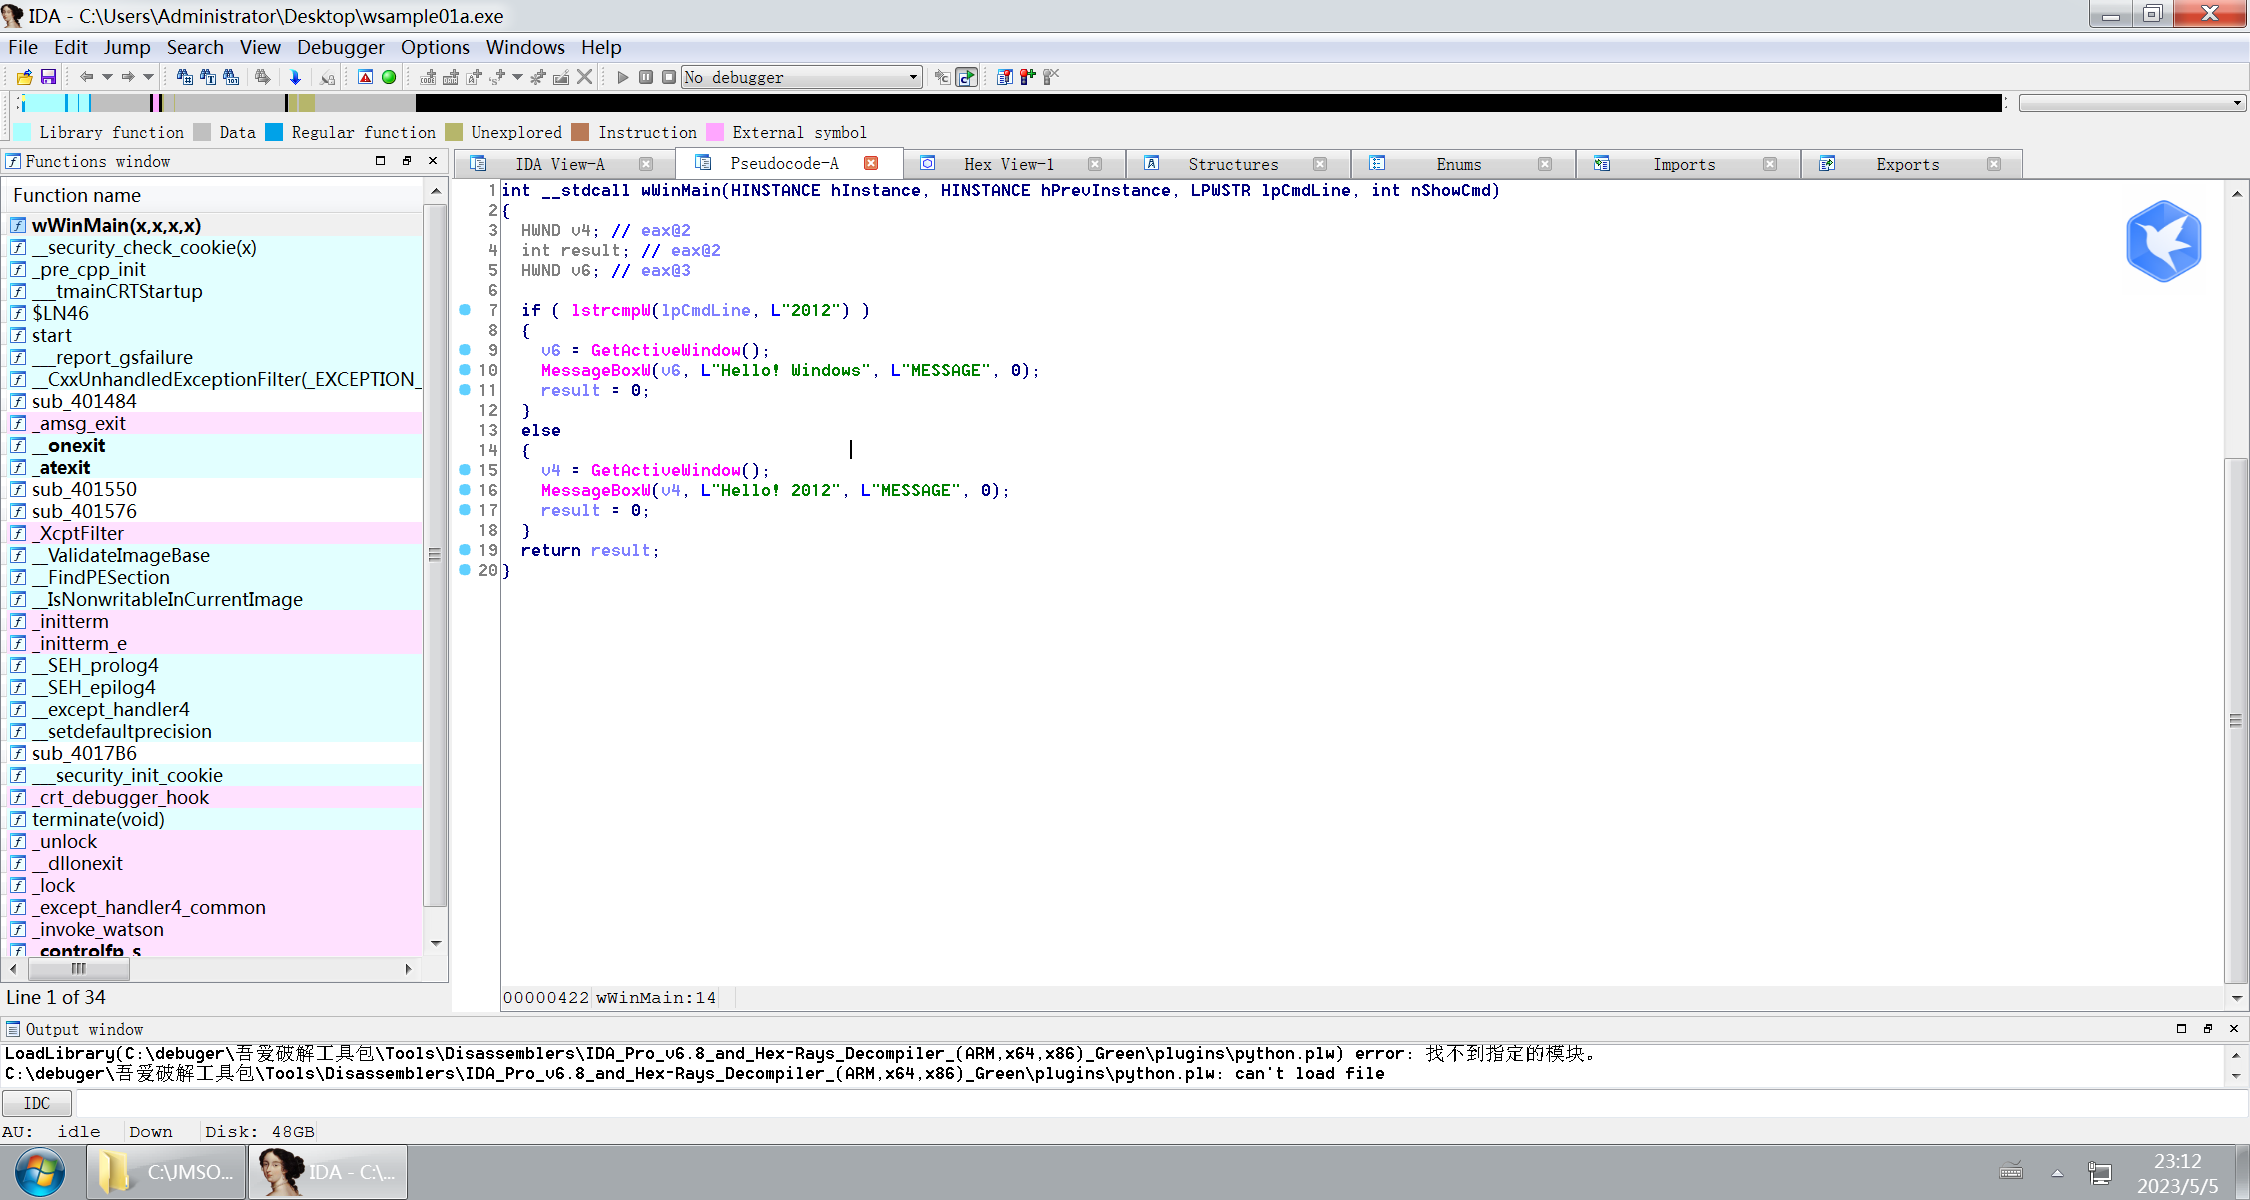 IDA - C:\Users\Administrator\Desktop\wsample01a.exe
File Edit Jump Search View Debugger Options Windows Help
No debugger
Library function Data Regular function Unexplored Instruction External symbol
Functions window
IDA View-A Pseudocode-A Hex View-1 Structures Enums Imports Exports
Function name
wWinMain(x,x,x,x)
__security_check_cookie(x)
_pre_cpp_init
___tmainCRTStartup
$LN46
start
___report_gsfailure
__CxxUnhandledExceptionFilter(_EXCEPTION_
sub_401484
_amsg_exit
__onexit
_atexit
sub_401550
sub_401576
_XcptFilter
__ValidateImageBase
__FindPESection
__IsNonwritableInCurrentImage
_initterm
_initterm_e
__SEH_prolog4
__SEH_epilog4
__except_handler4
__setdefaultprecision
sub_4017B6
___security_init_cookie
_crt_debugger_hook
terminate(void)
_unlock
__dllonexit
_lock
_except_handler4_common
_invoke_watson
_controlfp_s
Line 1 of 34
1 int __stdcall wWinMain(HINSTANCE hInstance, HINSTANCE hPrevInstance, LPWSTR lpCmdLine, int nShowCmd)
2 {
3 HWND v4; // eax@2
4 int result; // eax@2
5 HWND v6; // eax@3
6
7 if ( lstrcmpW(lpCmdLine, L"2012") )
8 {
9 v6 = GetActiveWindow();
10 MessageBoxW(v6, L"Hello! Windows", L"MESSAGE", 0);
11 result = 0;
12 }
13 else
14 {
15 v4 = GetActiveWindow();
16 MessageBoxW(v4, L"Hello! 2012", L"MESSAGE", 0);
17 result = 0;
18 }
19 return result;
20 }
00000422 wWinMain:14
Output window
LoadLibrary(C:\debuger\吾爱破解工具包\Tools\Disassemblers\IDA_Pro_v6.8_and_Hex-Rays_Decompiler_(ARM,x64,x86)_Green\plugins\python.plw) error: 找不到指定的模块。
C:\debuger\吾爱破解工具包\Tools\Disassemblers\IDA_Pro_v6.8_and_Hex-Rays_Decompiler_(ARM,x64,x86)_Green\plugins\python.plw: can't load file
IDC
AU: idle Down Disk: 48GB
C:\JMSO... IDA - C:\...
23:12
2023/5/5